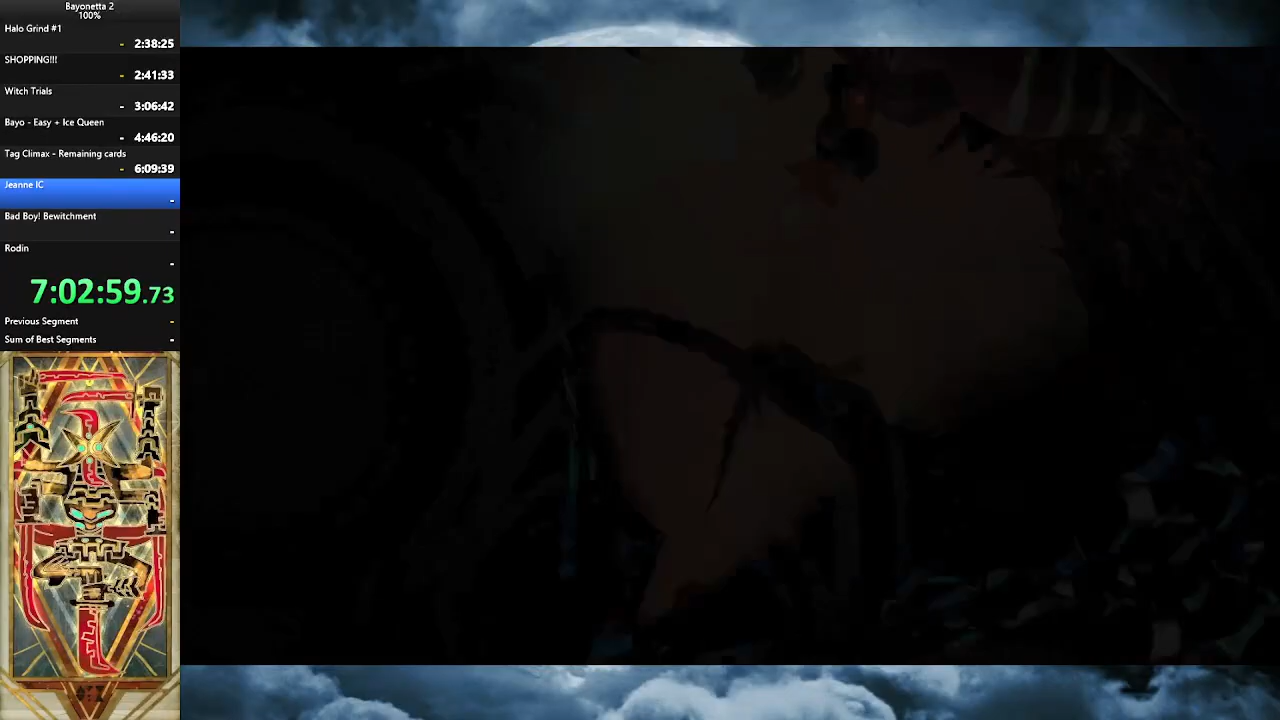 Bayonetta 2
100%
Halo Grind #1
- 2:38:25
SHOPPING!!!
- 2:41:33
Witch Trials
- 3:06:42
Bayo - Easy + Ice Queen
- 4:46:20
Tag Climax - Remaining cards
- 6:09:39
Jeanne IC
-
Bad Boy! Bewitchment
-
Rodin
-
7:02:59.73
Previous Segment -
Sum of Best Segments -